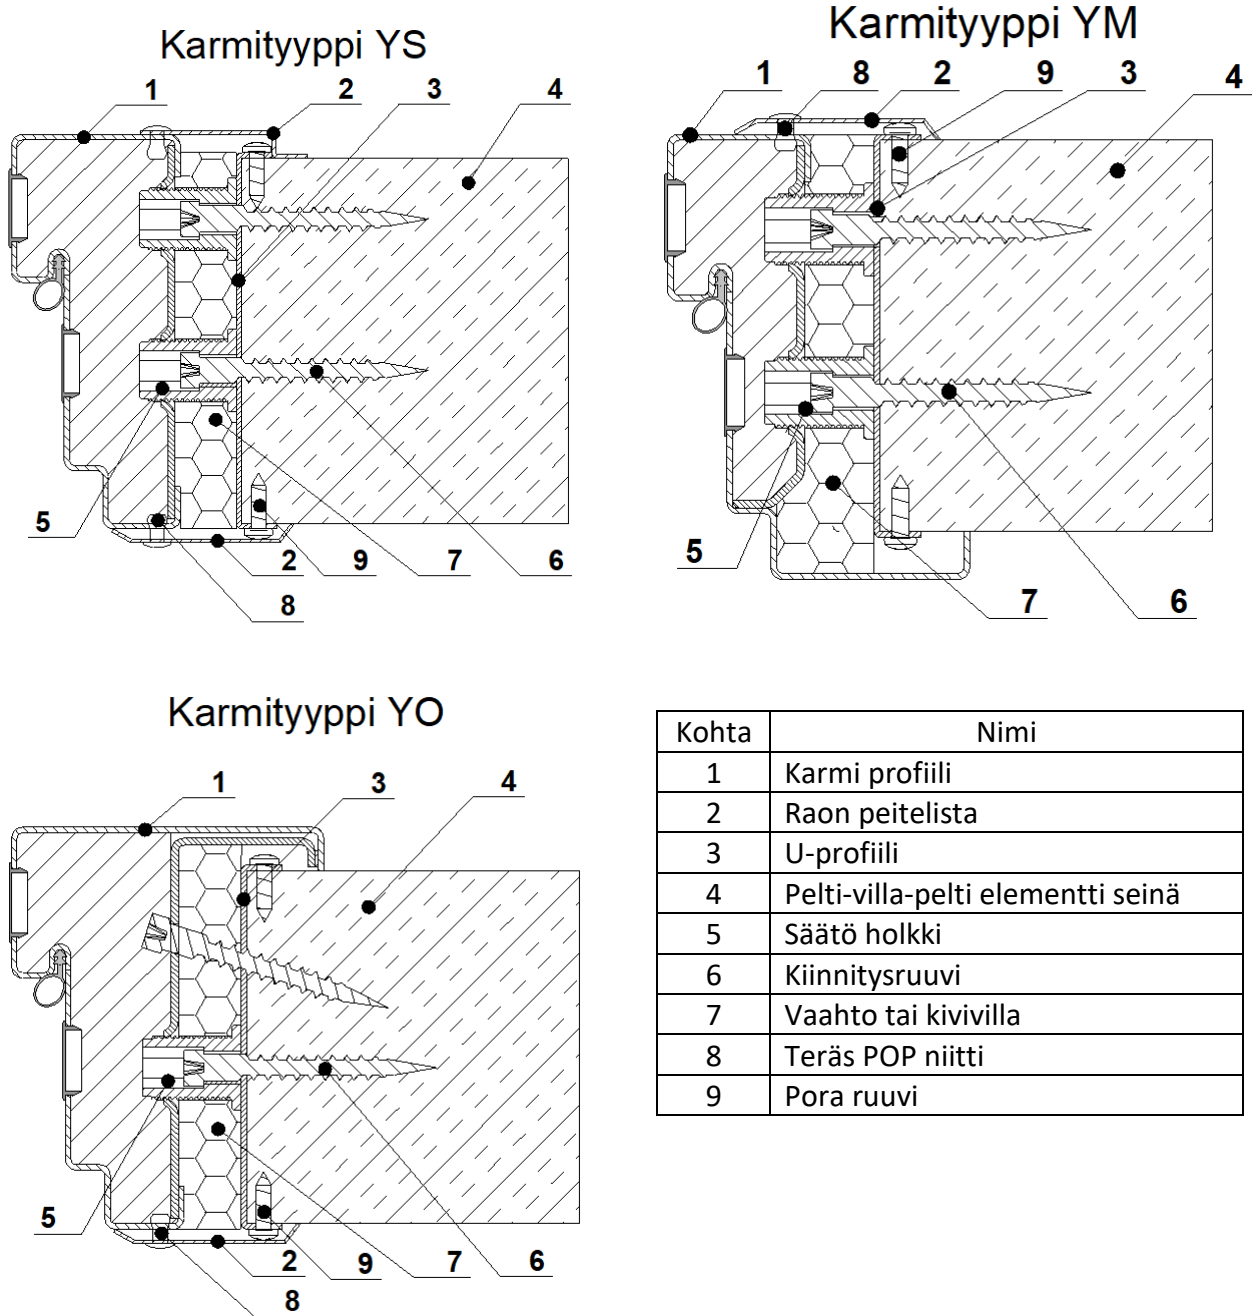 Karmityyppi YS
1 2 3 4
5 2 9 7 6
8
Karmityyppi YM
1 8 2 9 3 4
5 7 6
Karmityyppi YO
1 3 4
5 2 9 7 6
8
Kohta Nimi
1 Karmi profiili
2 Raon peitelista
3 U-profiili
4 Pelti-villa-pelti elementti seinä
5 Säätö holkki
6 Kiinnitysruuvi
7 Vaahto tai kivivilla
8 Teräs POP niitti
9 Pora ruuvi